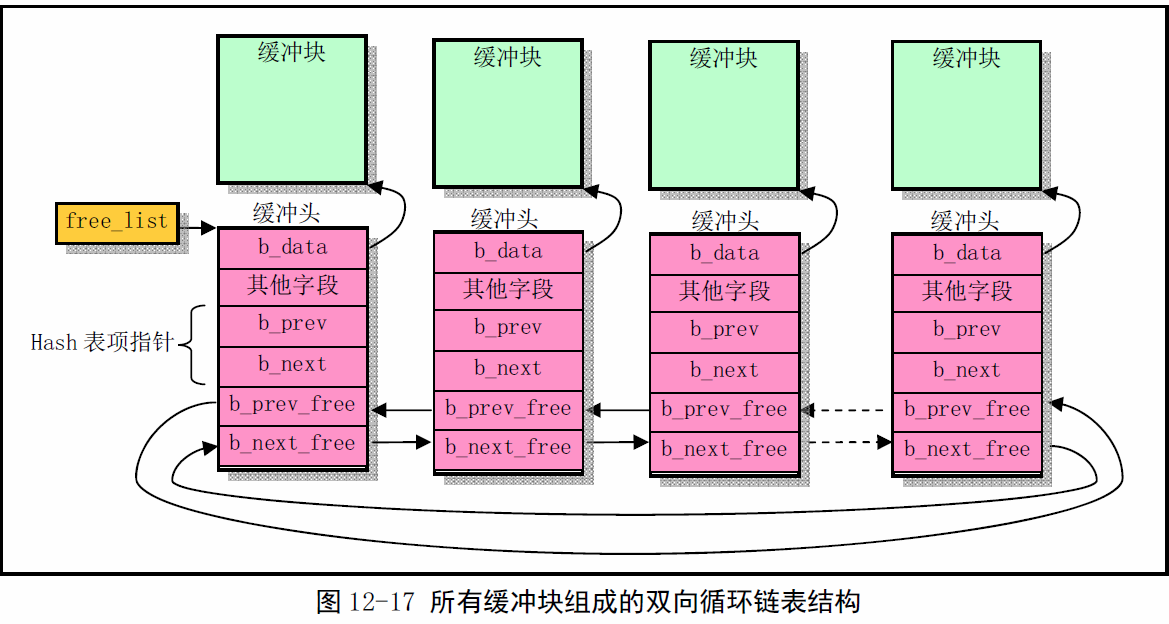 缓冲块 缓冲块 缓冲块 缓冲块
free_list
缓冲头 缓冲头 缓冲头 缓冲头
b_data b_data b_data b_data
其他字段 其他字段 其他字段 其他字段
b_prev b_prev b_prev b_prev
Hash 表项指针
b_next b_next b_next b_next
b_prev_free b_prev_free b_prev_free b_prev_free
b_next_free b_next_free b_next_free b_next_free
图 12-17 所有缓冲块组成的双向循环链表结构